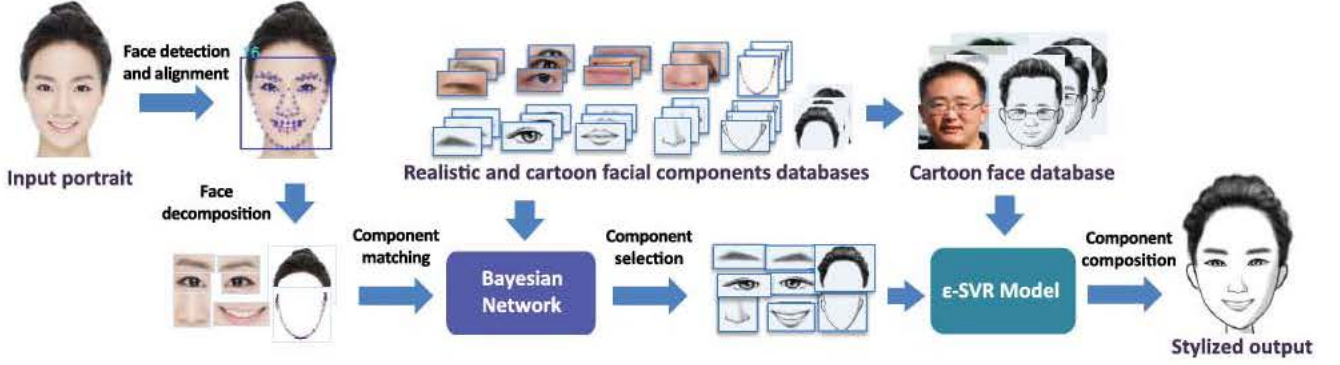 Face detection
and alignment
16
Input portrait
Realistic and cartoon facial components databases
Cartoon face database
Face
decomposition
Component
matching
Bayesian
Network
Component
selection
ε-SVR Model
Component
composition
Stylized output